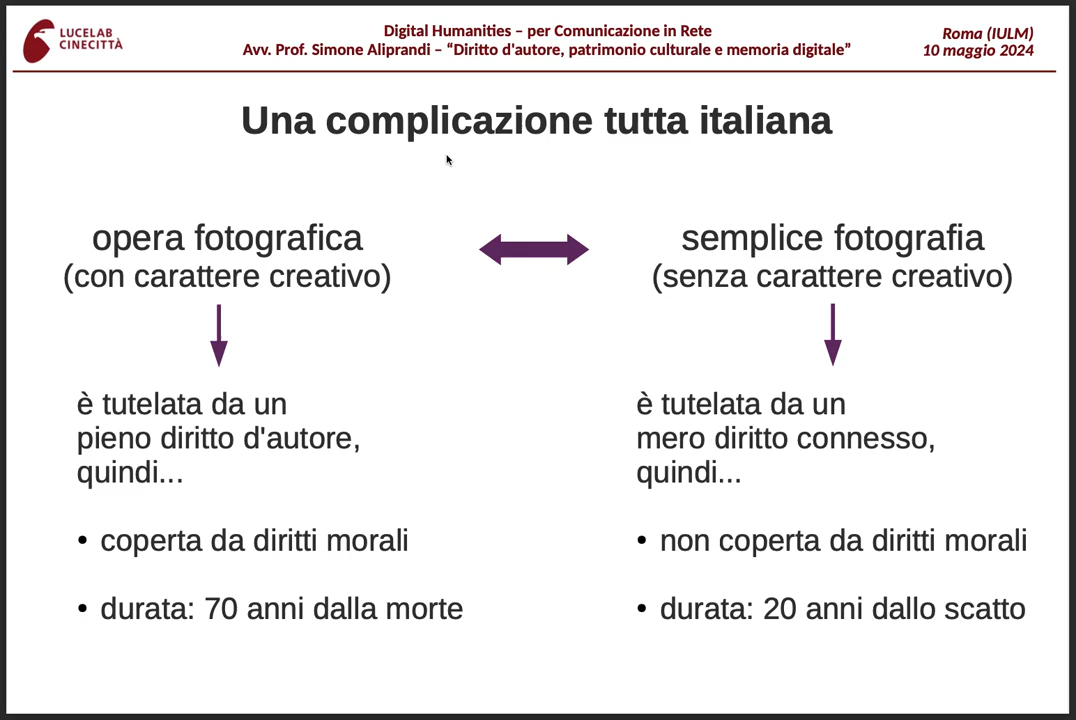 LUCELAB
CINECITTÀ
Digital Humanities – per Comunicazione in Rete
Avv. Prof. Simone Aliprandi – “Diritto d'autore, patrimonio culturale e memoria digitale”
Roma (IULM)
10 maggio 2024
Una complicazione tutta italiana
opera fotografica
(con carattere creativo)
è tutelata da un
pieno diritto d'autore,
quindi...
• coperta da diritti morali
• durata: 70 anni dalla morte
semplice fotografia
(senza carattere creativo)
è tutelata da un
mero diritto connesso,
quindi...
• non coperta da diritti morali
• durata: 20 anni dallo scatto